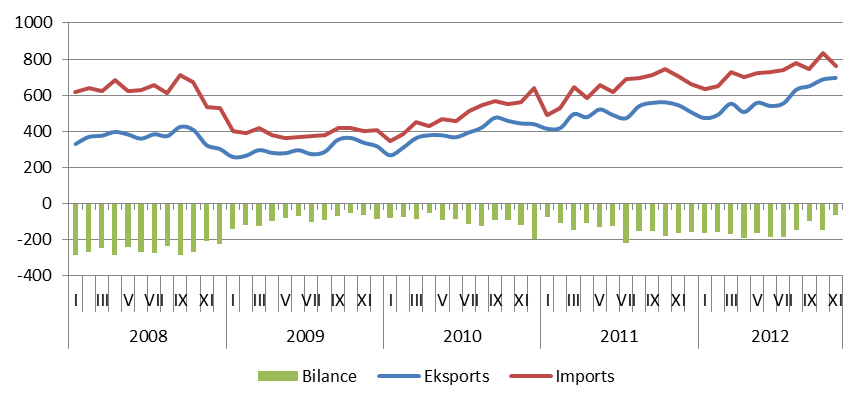 1000
800
600
400
200
0
-200
-400
I III V VII IX XI I III V VII IX XI I III V VII IX XI I III V VII IX XI I III V VII IX XI
2008 2009 2010 2011 2012
Bilance Eksports Imports